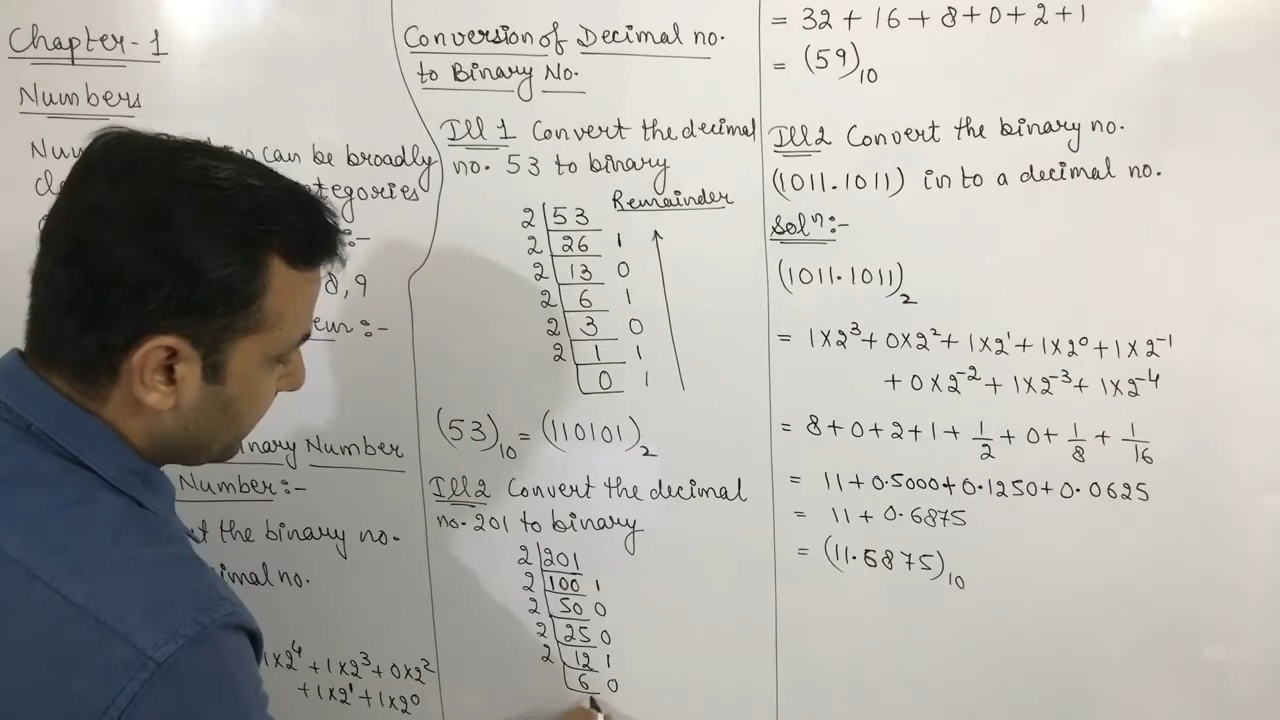 Chapter-1
Numbers
can be broadly
8, 9
:-
Number
Number:-
the binary no.
no.
1×2⁴ + 1×2³ + 0×2²
+ 1×2¹ + 1×2⁰
Conversion of Decimal no.
to Binary No.
Ill 1 Convert the decimal
no. 53 to binary
Remainder
2 53
2 26 1
2 13 0
2 6 1
2 3 0
2 1 1
0 1
(53)₁₀ = (110101)₂
Ill 2 Convert the decimal
no. 201 to binary
2 201
2 100 1
2 50 0
2 25 0
2 12 1
6 0
= 32 + 16 + 8 + 0 + 2 + 1
= (59)₁₀
Ill 2 Convert the binary no.
(1011.1011) in to a decimal no.
Solⁿ:-
(1011.1011)₂
= 1×2³ + 0×2² + 1×2¹ + 1×2⁰ + 1×2⁻¹
+ 0×2⁻² + 1×2⁻³ + 1×2⁻⁴
= 8 + 0 + 2 + 1 + 1/2 + 0 + 1/8 + 1/16
= 11 + 0.5000 + 0.1250 + 0.0625
= 11 + 0.6875
= (11.6875)₁₀